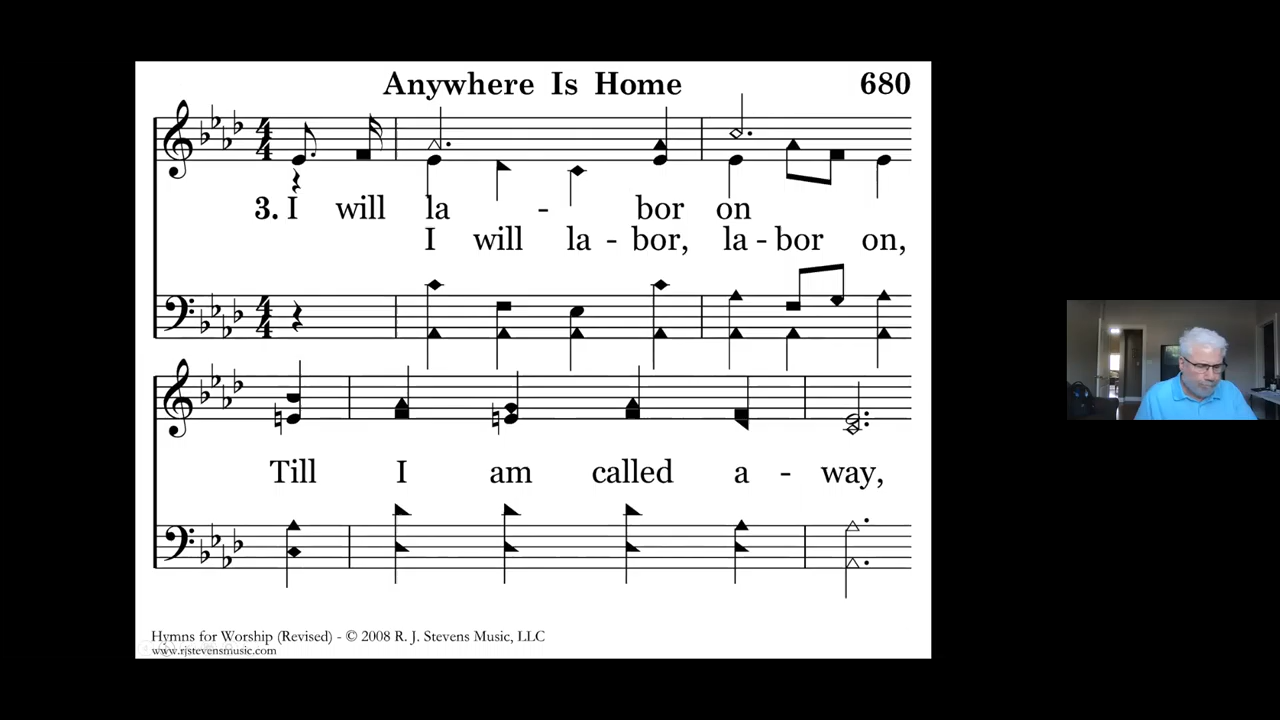 Anywhere Is Home 680
3. I will la - bor on
I will la - bor, la - bor on,
Till I am called a - way,
Hymns for Worship (Revised) - © 2008 R. J. Stevens Music, LLC
www.rjstevensmusic.com